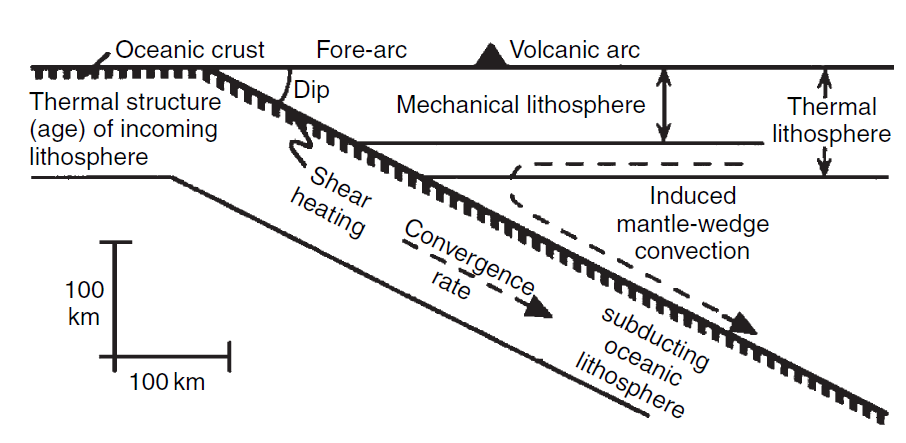 Oceanic crust
Fore-arc
Volcanic arc
Dip
Thermal structure
(age) of incoming
lithosphere
Mechanical lithosphere
Thermal
lithosphere
Shear
heating
Induced
mantle-wedge
convection
Convergence
rate
100
km
100 km
subducting
oceanic
lithosphere